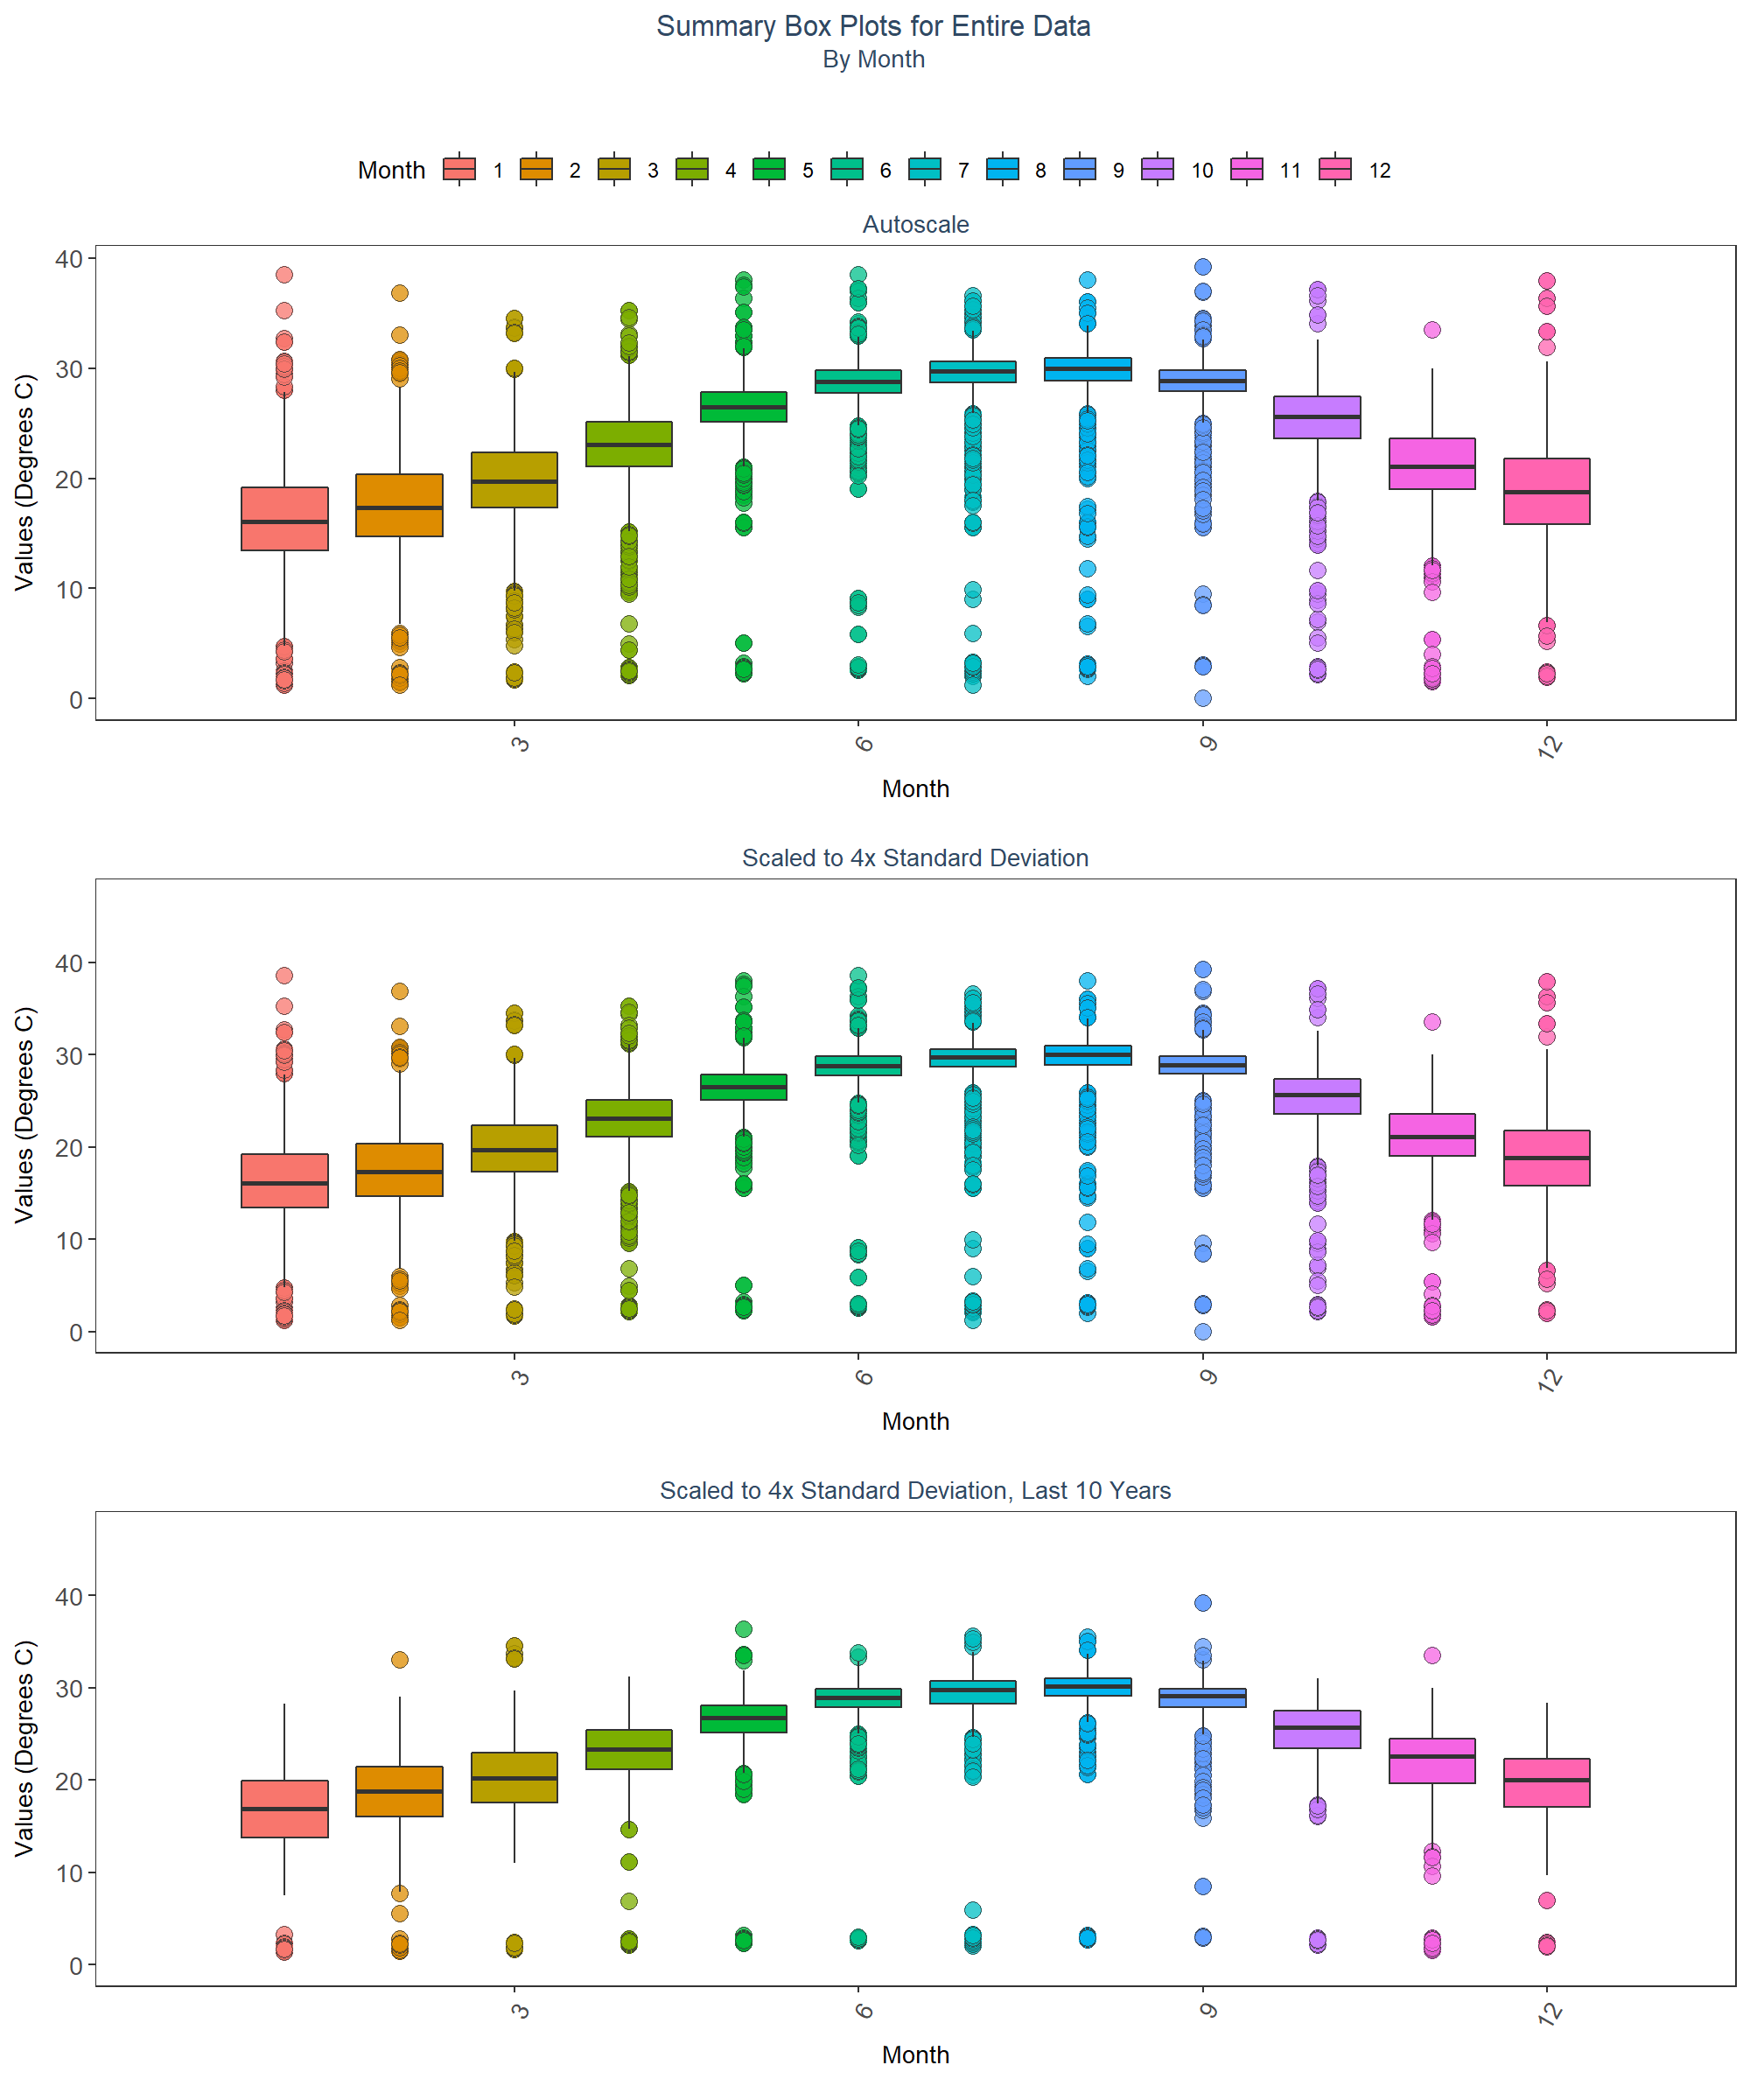 Summary Box Plots for Entire Data
By Month
Month 1 2 3 4 5 6 7 8 9 10 11 12
Autoscale
Values (Degrees C)
40
30
20
10
0
3 6 9 12
Month
Scaled to 4x Standard Deviation
Values (Degrees C)
40
30
20
10
0
3 6 9 12
Month
Scaled to 4x Standard Deviation, Last 10 Years
Values (Degrees C)
40
30
20
10
0
3 6 9 12
Month